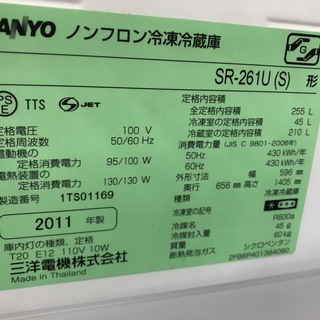 SANYO ノンフロン冷凍冷蔵庫
SR-261U(S) 形
PS E TTS JET
定格電圧 100 V
定格周波数 50/60 Hz
電動機の
定格消費電力 95/100 W
電熱装置の
定格消費電力 130/130 W
製造番号 1TS01169
2011 年製
庫内灯の種類、定格
T20 E12 110V 10W
三洋電機株式会社
Made in Thailand
定格内容積
全定格内容積 255 L
冷凍室の定格内容積 45 L
冷蔵室の定格内容積 210 L
消費電力量 (JIS C 9801-2006年)
50Hz 430 kWh/年
60Hz 430 kWh/年
外形寸法 幅 596 mm
奥行 656 mm 高さ 1405 mm
冷媒 R600a
冷媒量 45 g
外装質量 60 kg
断熱発泡ガス シクロペンタン